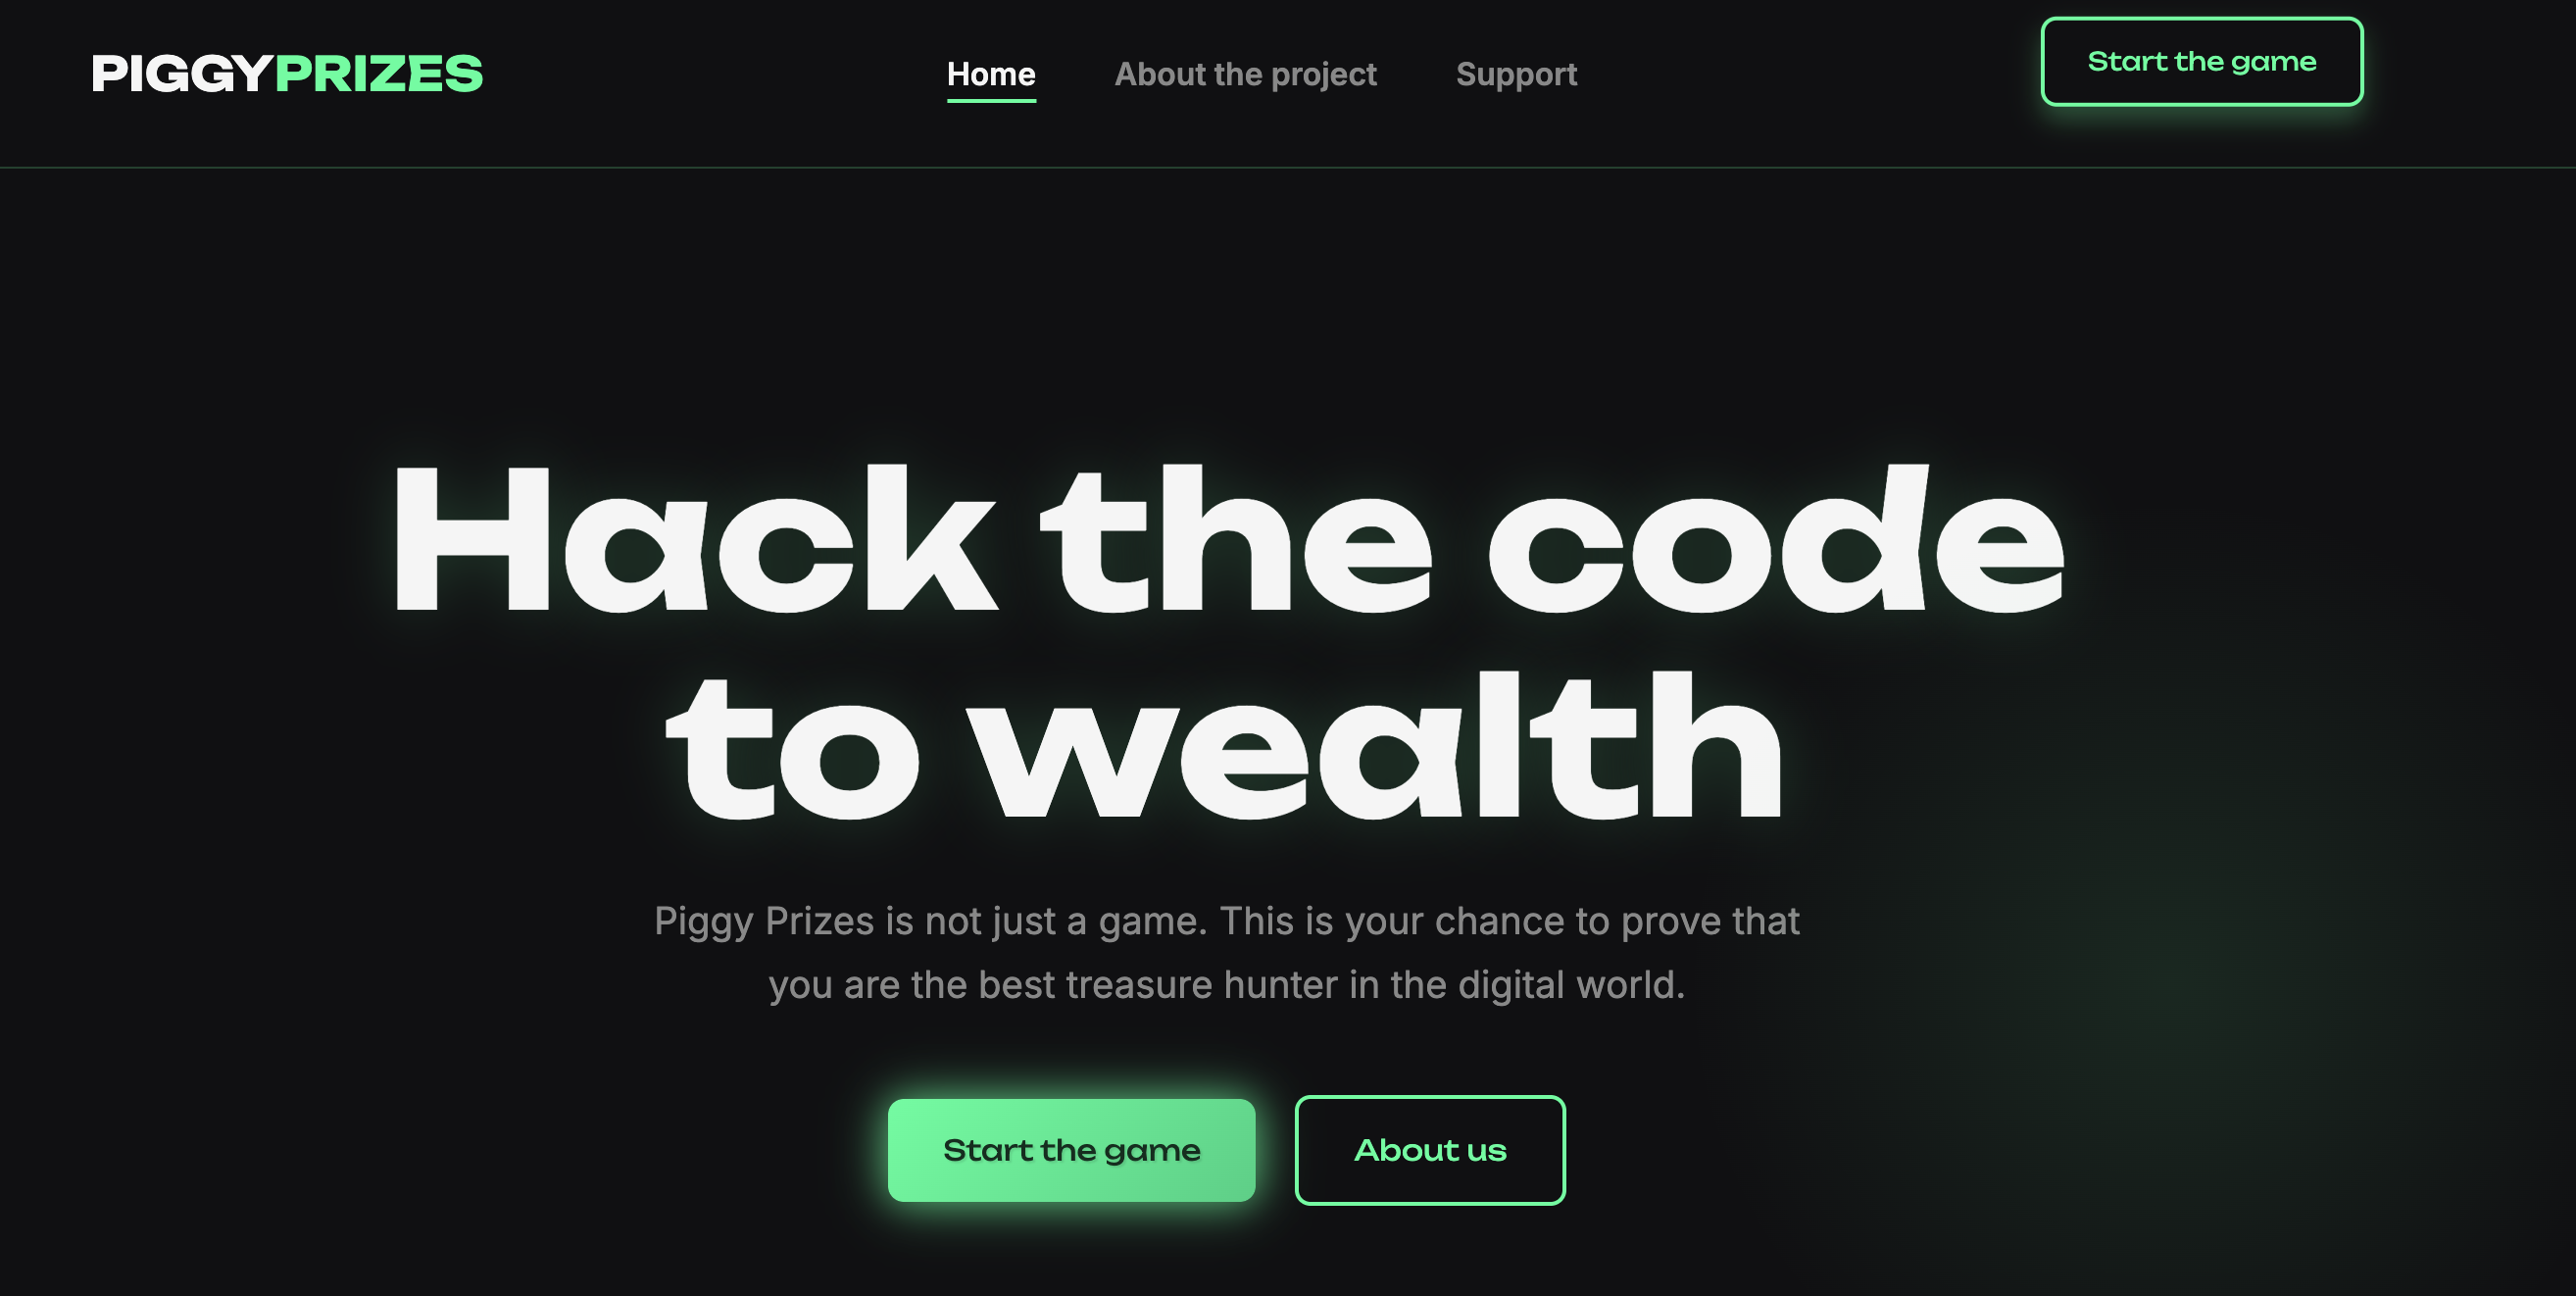 PIGGYPRIZES
Home About the project Support
Start the game
Hack the code
to wealth
Piggy Prizes is not just a game. This is your chance to prove that
you are the best treasure hunter in the digital world.
Start the game
About us